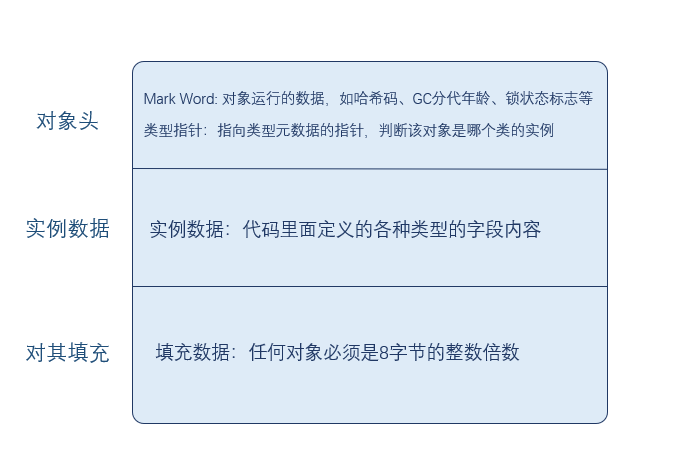 对象头
Mark Word: 对象运行的数据，如哈希码、GC分代年龄、锁状态标志等
类型指针：指向类型元数据的指针，判断该对象是哪个类的实例
实例数据
实例数据：代码里面定义的各种类型的字段内容
对其填充
填充数据：任何对象必须是8字节的整数倍数